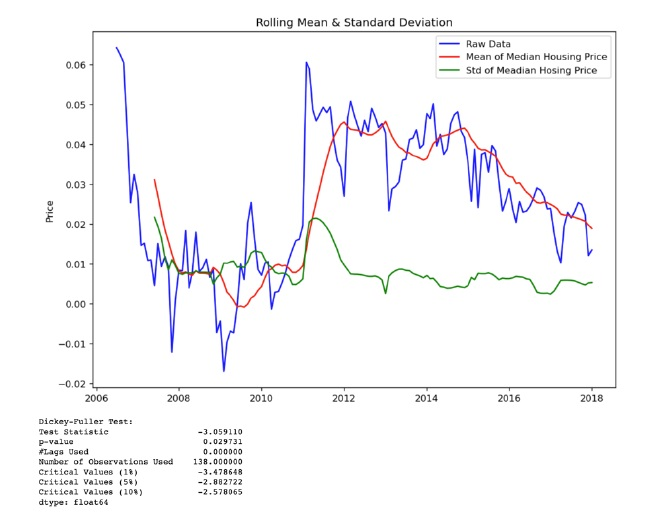 Rolling Mean & Standard Deviation
Raw Data
Mean of Median Housing Price
Std of Meadian Hosing Price
0.06
0.05
0.04
0.03
0.02
0.01
0.00
−0.01
−0.02
Price
2006 2008 2010 2012 2014 2016 2018
Dickey-Fuller Test:
Test Statistic -3.059110
p-value 0.029731
#Lags Used 0.000000
Number of Observations Used 138.000000
Critical Values (1%) -3.478648
Critical Values (5%) -2.882722
Critical Values (10%) -2.578065
dtype: float64